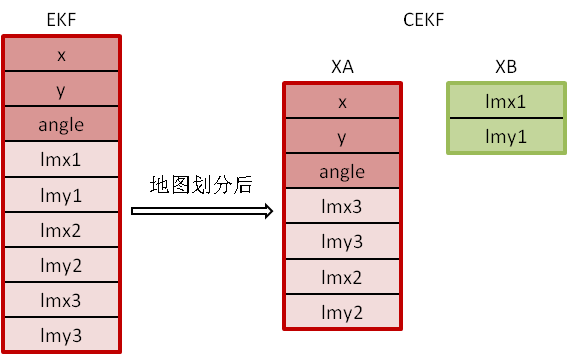 EKF
x
y
angle
lmx1
lmy1
lmx2
lmy2
lmx3
lmy3
地图划分后
CEKF
XA
x
y
angle
lmx3
lmy3
lmx2
lmy2
XB
lmx1
lmy1